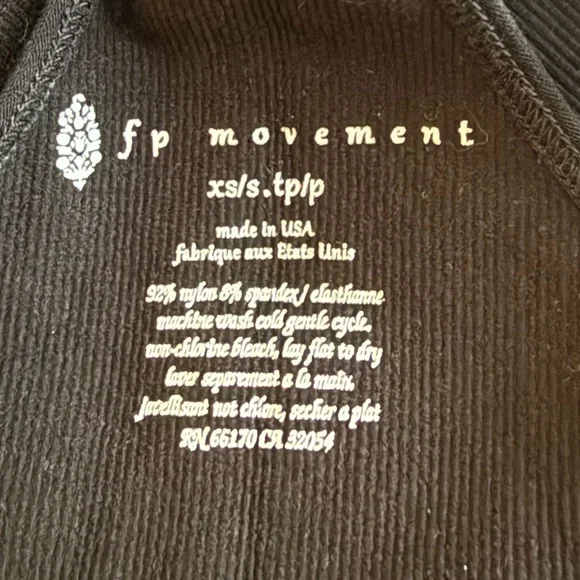 fp movement
xs/s.tp/p
made in USA
fabrique aux Etats Unis
92% nylon 8% spandex/ elasthanne
machine wash cold gentle cycle,
non-chlorine bleach, lay flat to dry
laver separement a la main,
javellisant not chlore, secher a plat
RN 66170 CA 32054